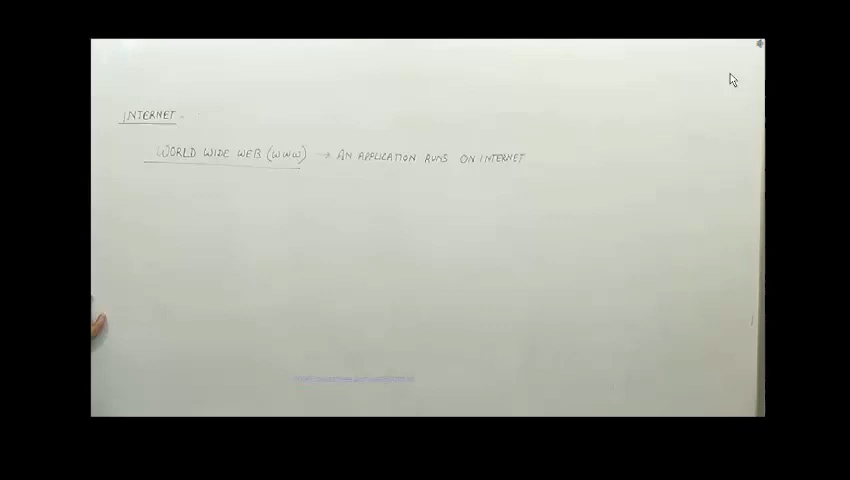 INTERNET -
WORLD WIDE WEB (WWW) → AN APPLICATION RUNS ON INTERNET